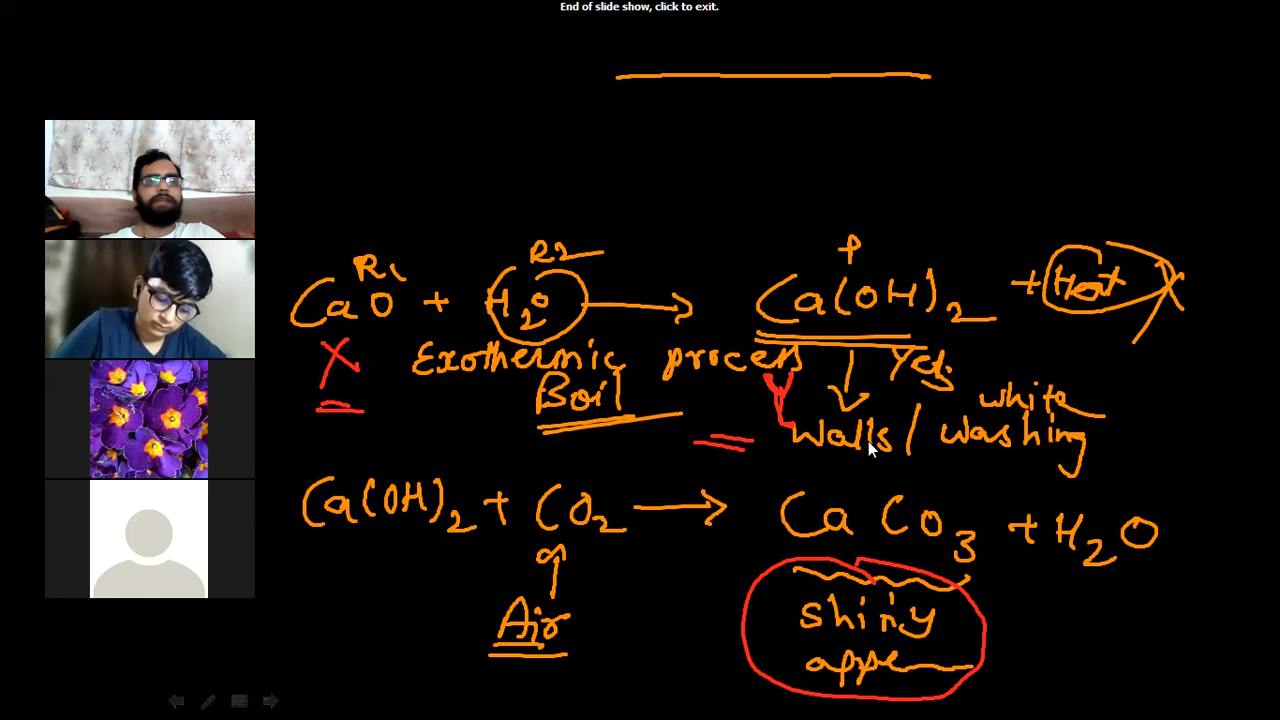 End of slide show, click to exit.
R1 R2 P
CaO + H2O → Ca(OH)2 + Heat
X Exothermic process Yes
Boil Y white
Walls / washing
Ca(OH)2 + CO2 → CaCO3 + H2O
Air shiny
appe